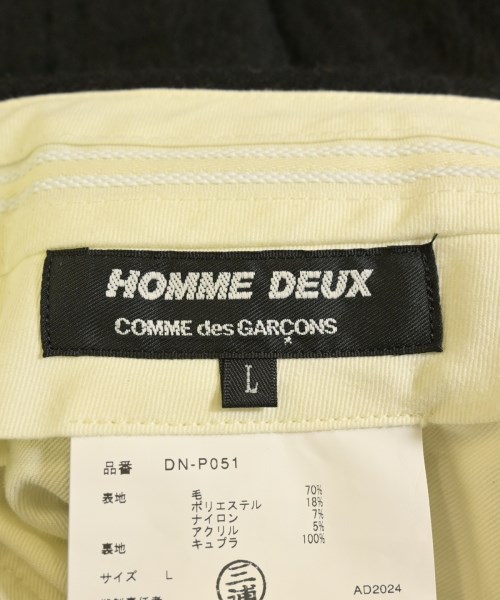 HOMME DEUX
COMME des GARÇONS
L
品番 DN-P051
表地 毛 70%
ポリエステル 18%
ナイロン 7%
アクリル 5%
裏地 キュプラ 100%
サイズ L
三浦
AD2024